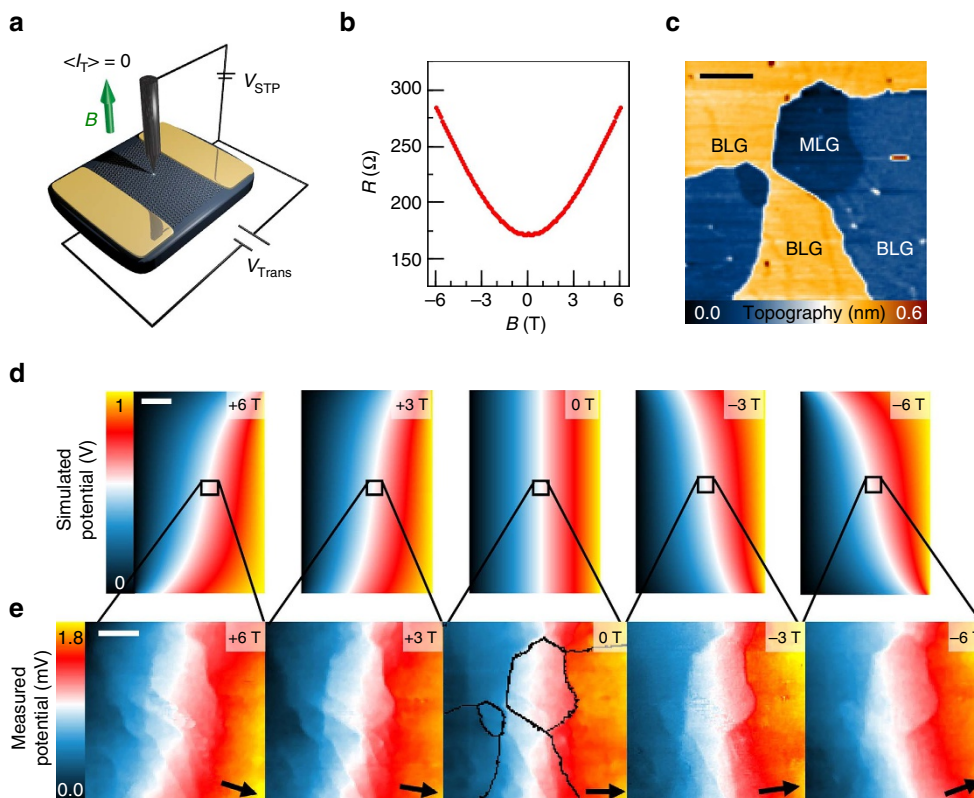 a
<I_T> = 0
B
V_STP
V_Trans
b
R (Ω)
300
250
200
150
−6 −3 0 3 6
B (T)
c
BLG
MLG
BLG
BLG
0.0 Topography (nm) 0.6
d
Simulated
potential (V)
1
0
+6 T
+3 T
0 T
−3 T
−6 T
e
Measured
potential (mV)
1.8
0.0
+6 T
+3 T
0 T
−3 T
−6 T